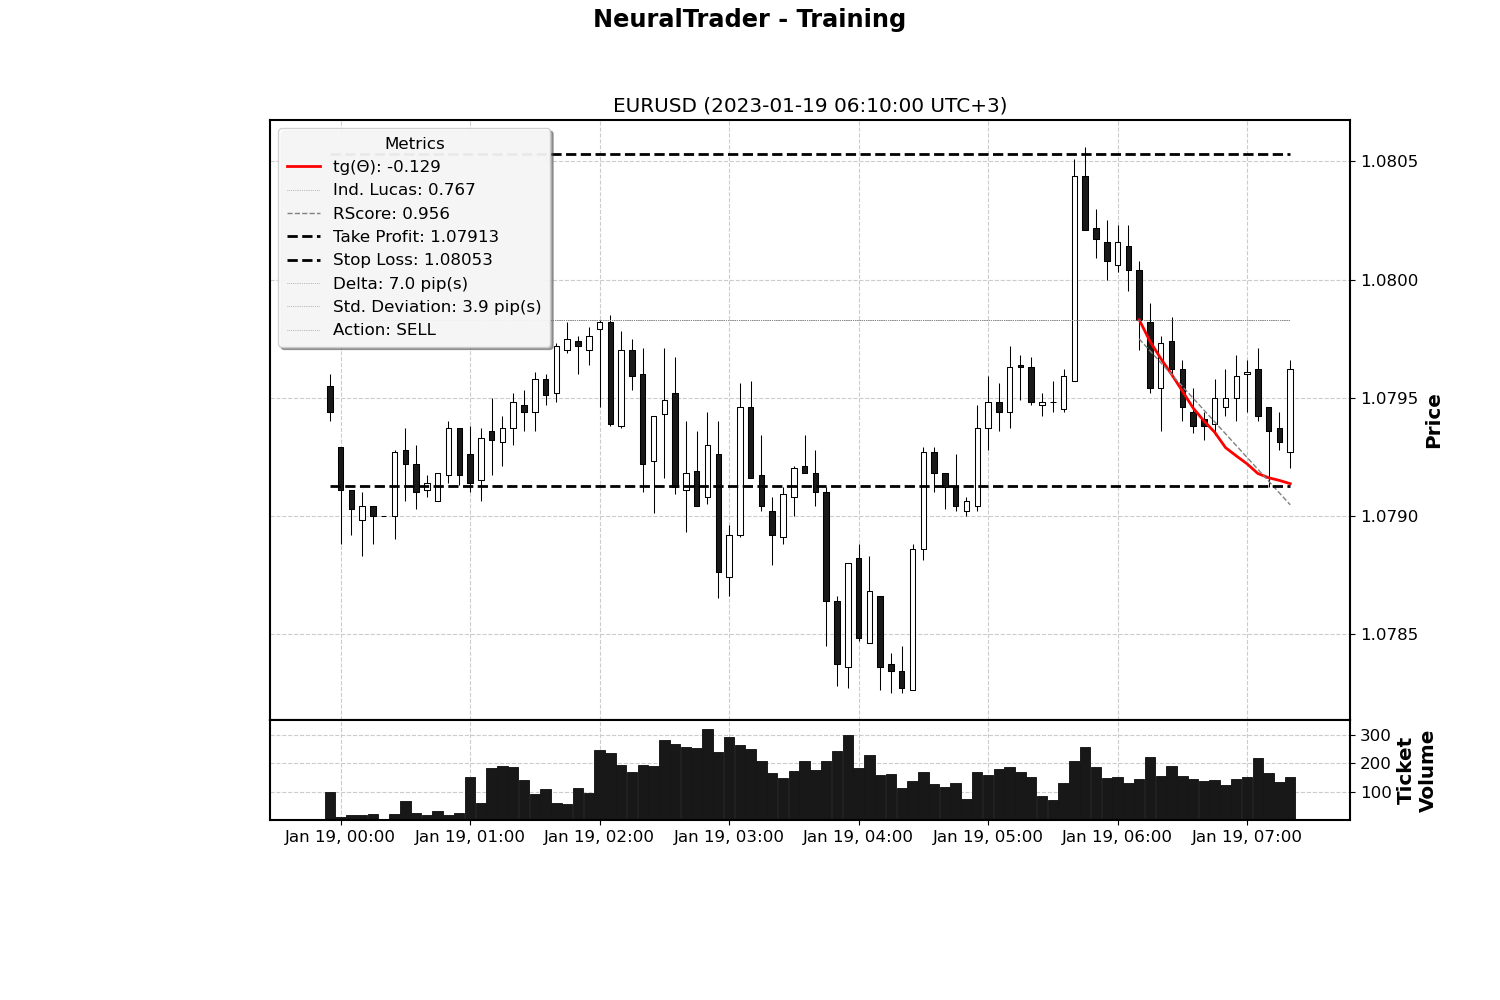 NeuralTrader - Training
EURUSD (2023-01-19 06:10:00 UTC+3)
Metrics
tg(Θ): -0.129
Ind. Lucas: 0.767
RScore: 0.956
Take Profit: 1.07913
Stop Loss: 1.08053
Delta: 7.0 pip(s)
Std. Deviation: 3.9 pip(s)
Action: SELL
1.0805
1.0800
1.0795
1.0790
1.0785
Price
300
200
100
Ticket
Volume
Jan 19, 00:00
Jan 19, 01:00
Jan 19, 02:00
Jan 19, 03:00
Jan 19, 04:00
Jan 19, 05:00
Jan 19, 06:00
Jan 19, 07:00